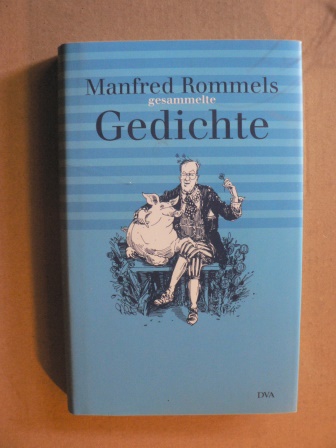 Manfred Rommels
gesammelte
Gedichte
DVA